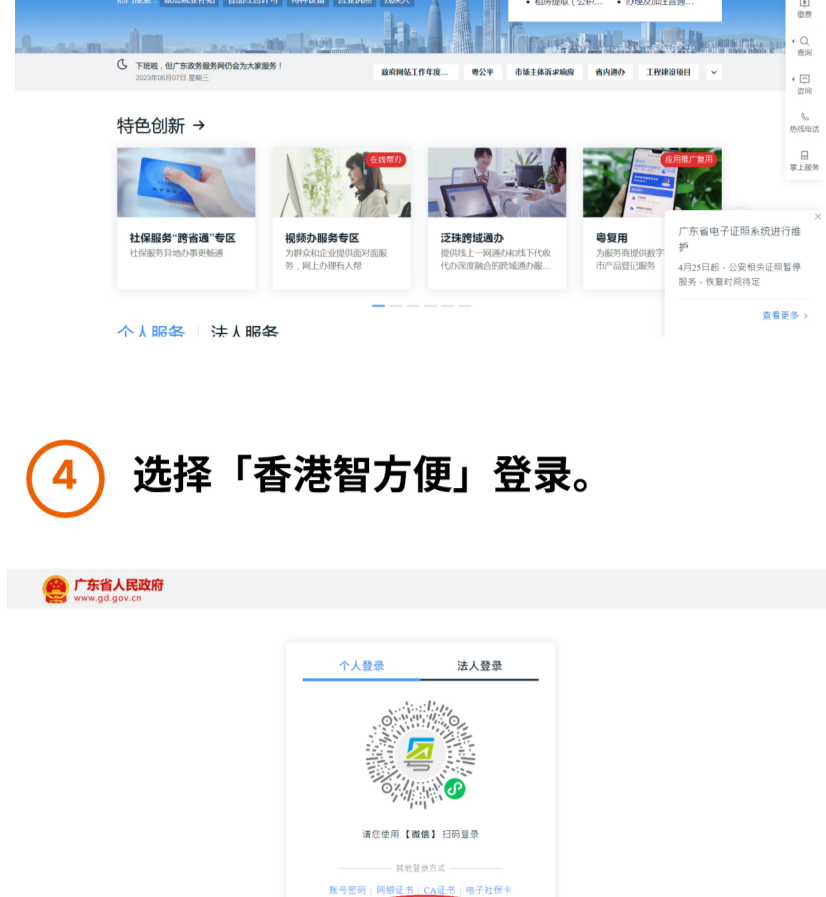 租房提取（公积...
办理及加注普通...
缴费
下班啦，但广东政务服务网仍会为大家服务！
2023年06月07日 星期三
政府网站工作年度...
粤公平
市场主体诉求响应
省内通办
工程建设项目
查询
咨询
热线电话
掌上服务
特色创新 →
在线帮办
应用推广复用
社保服务“跨省通”专区
社保服务异地办事更畅通
视频办服务专区
为群众和企业提供面对面服
务，网上办理有人帮
泛珠跨域通办
提供线上一网通办和线下代收
代办深度融合的跨域通办服...
粤复用
为服务商提供数字
市产品登记服务
广东省电子证照系统进行维
护
4月25日起，公安相关证照暂停
服务，恢复时间待定
查看更多 >
个人服务 | 法人服务
4 选择「香港智方便」登录。
广东省人民政府
www.gd.gov.cn
个人登录
法人登录
请您使用【微信】扫码登录
其他登录方式
账号密码 | 网银证书 | CA证书 | 电子社保卡